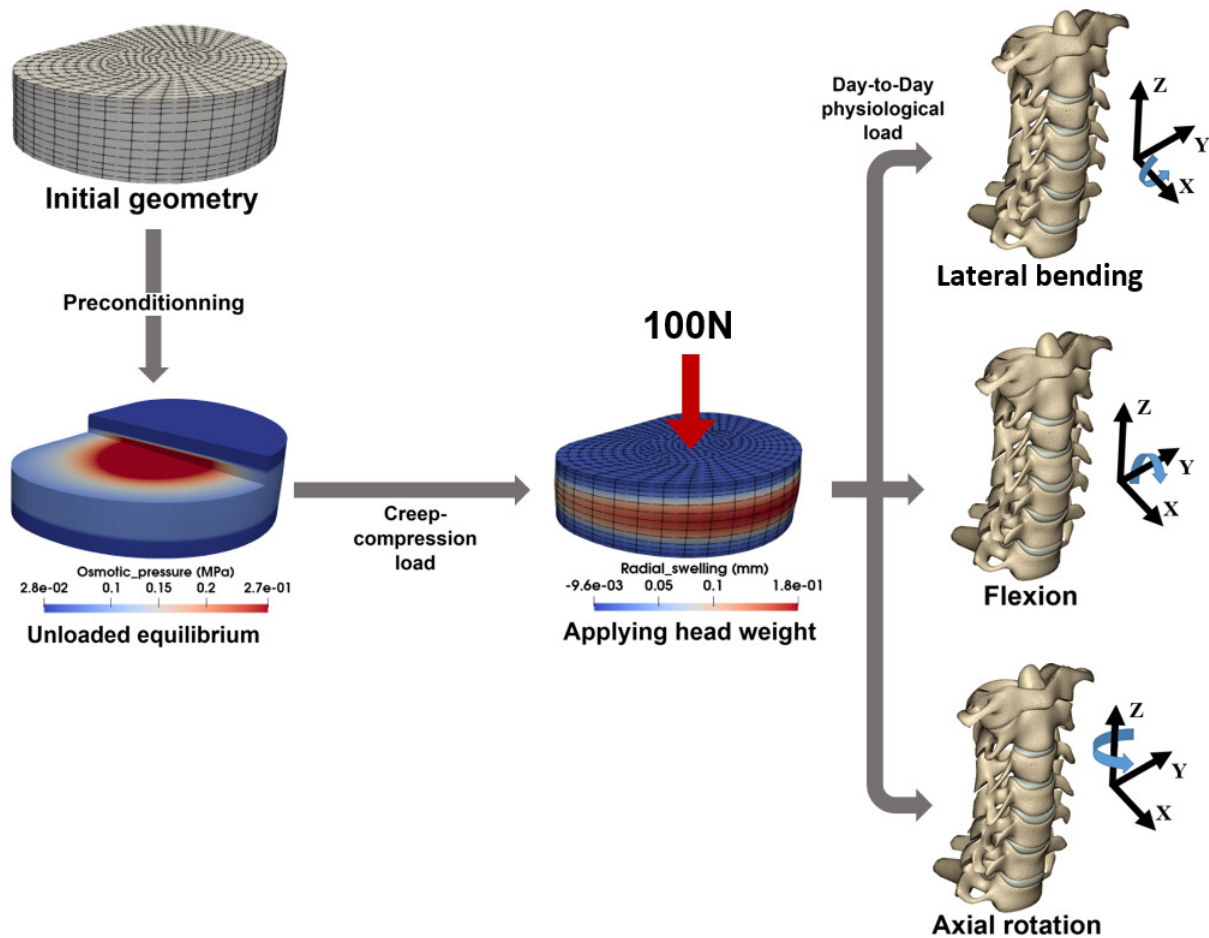 Initial geometry
Preconditionning
Osmotic_pressure (MPa)
2.8e-02 0.1 0.15 0.2 2.7e-01
Unloaded equilibrium
Creep-
compression
load
100N
Radial_swelling (mm)
-9.6e-03 0.05 0.1 1.8e-01
Applying head weight
Day-to-Day
physiological
load
Z
Y
X
Lateral bending
Z
Y
X
Flexion
Z
Y
X
Axial rotation